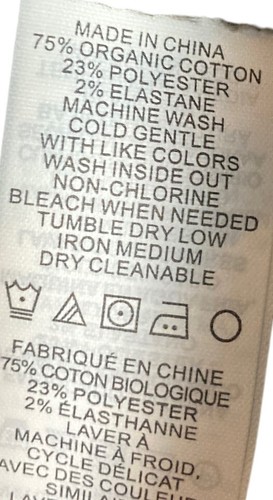 MADE IN CHINA
75% ORGANIC COTTON
23% POLYESTER
2% ELASTANE
MACHINE WASH
COLD GENTLE
WITH LIKE COLORS
WASH INSIDE OUT
NON-CHLORINE
BLEACH WHEN NEEDED
TUMBLE DRY LOW
IRON MEDIUM
DRY CLEANABLE
FABRIQUÉ EN CHINE
75% COTON BIOLOGIQUE
23% POLYESTER
2% ÉLASTHANNE
LAVER À
MACHINE À FROID,
CYCLE DÉLICAT
AVEC DES COULEUR
SIMILAI